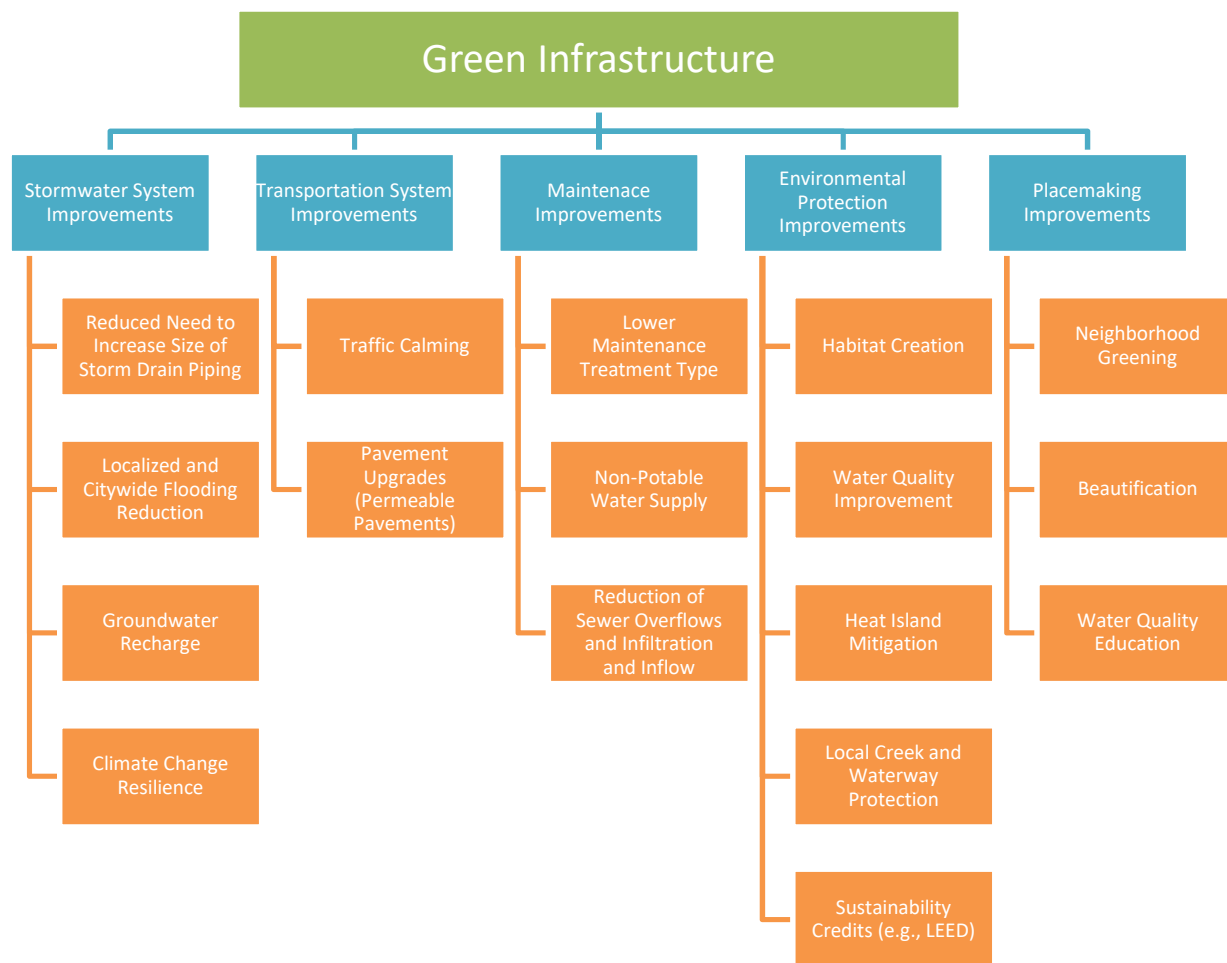 Green Infrastructure
Stormwater System
Improvements
Reduced Need to
Increase Size of
Storm Drain Piping
Localized and
Citywide Flooding
Reduction
Groundwater
Recharge
Climate Change
Resilience
Transportation System
Improvements
Traffic Calming
Pavement
Upgrades
(Permeable
Pavements)
Maintenace
Improvements
Lower
Maintenance
Treatment Type
Non-Potable
Water Supply
Reduction of
Sewer Overflows
and Infiltration
and Inflow
Environmental
Protection
Improvements
Habitat Creation
Water Quality
Improvement
Heat Island
Mitigation
Local Creek and
Waterway
Protection
Sustainability
Credits (e.g., LEED)
Placemaking
Improvements
Neighborhood
Greening
Beautification
Water Quality
Education